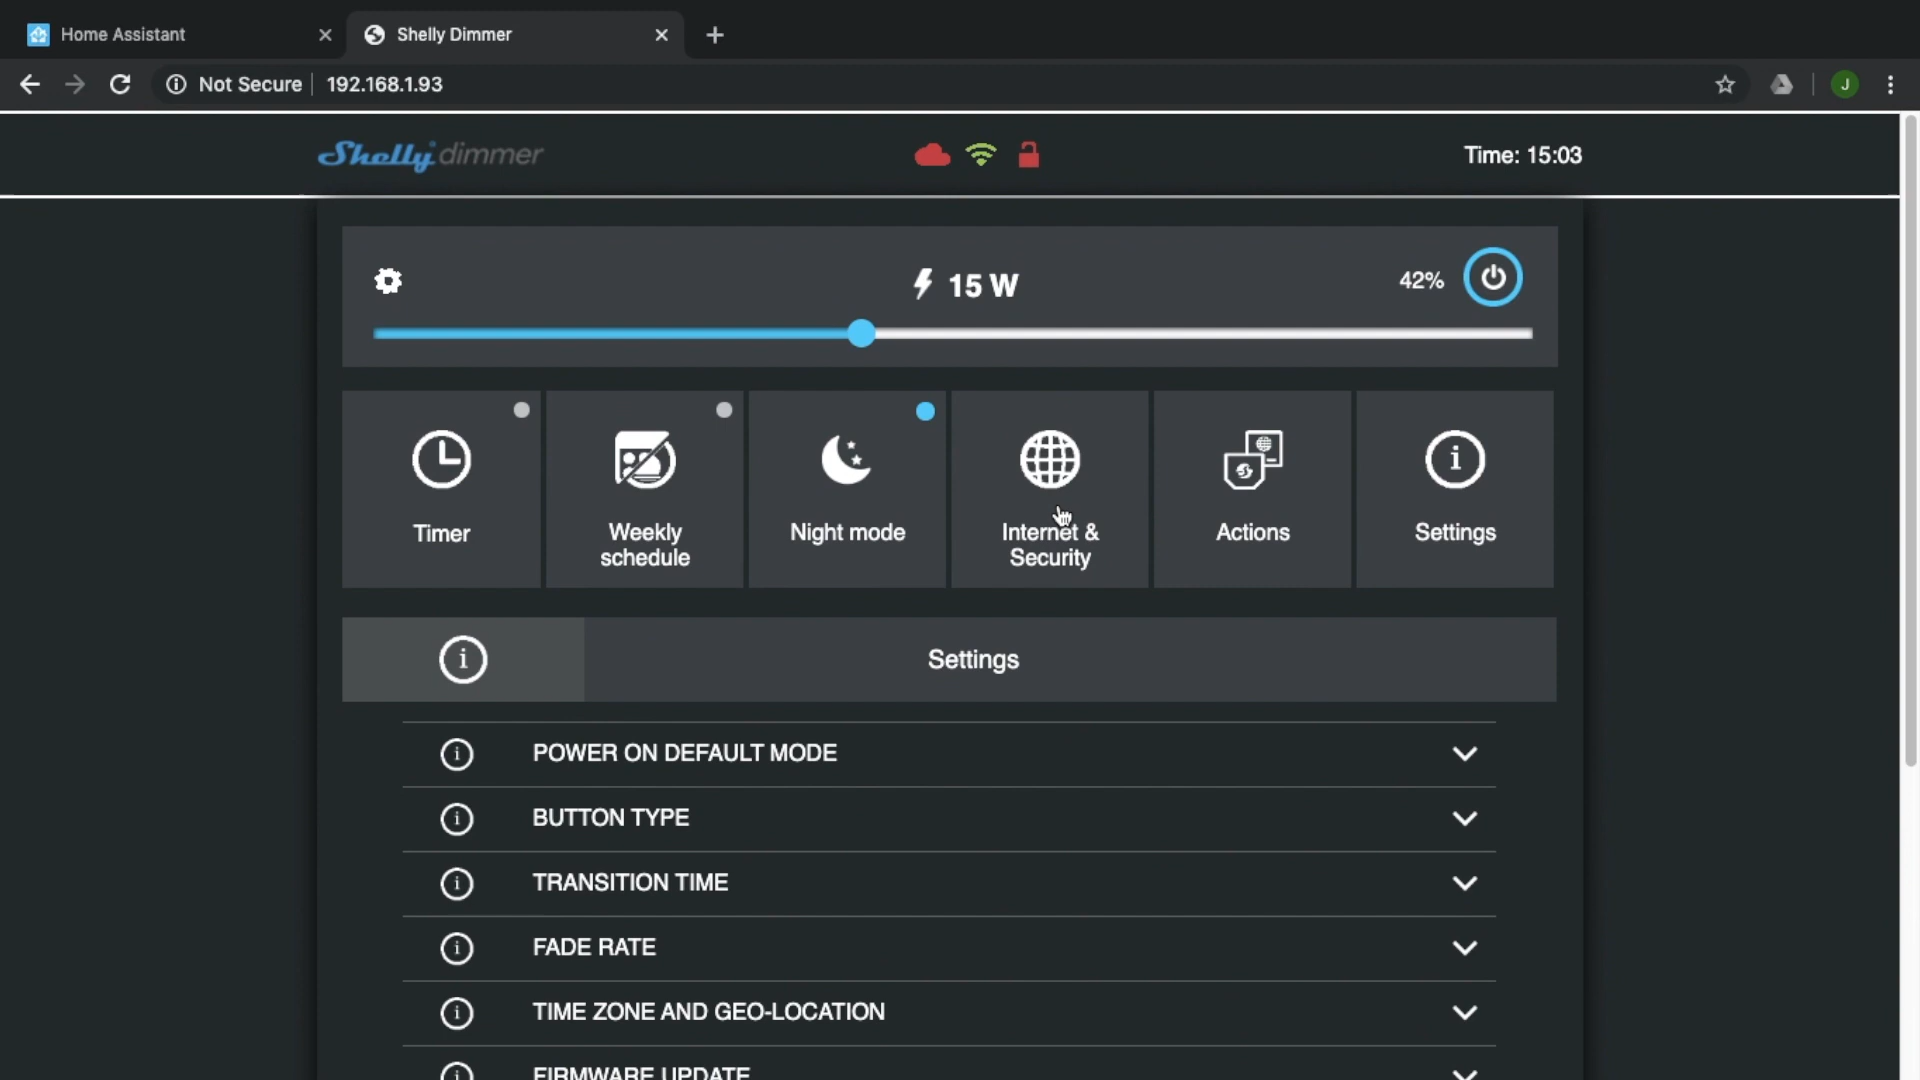 Home Assistant
Shelly Dimmer
Not Secure
192.168.1.93
J
Shelly dimmer
Time: 15:03
15 W
42%
Timer
Weekly
schedule
Night mode
Internet &
Security
Actions
Settings
Settings
POWER ON DEFAULT MODE
BUTTON TYPE
TRANSITION TIME
FADE RATE
TIME ZONE AND GEO-LOCATION
FIRMWARE UPDATE